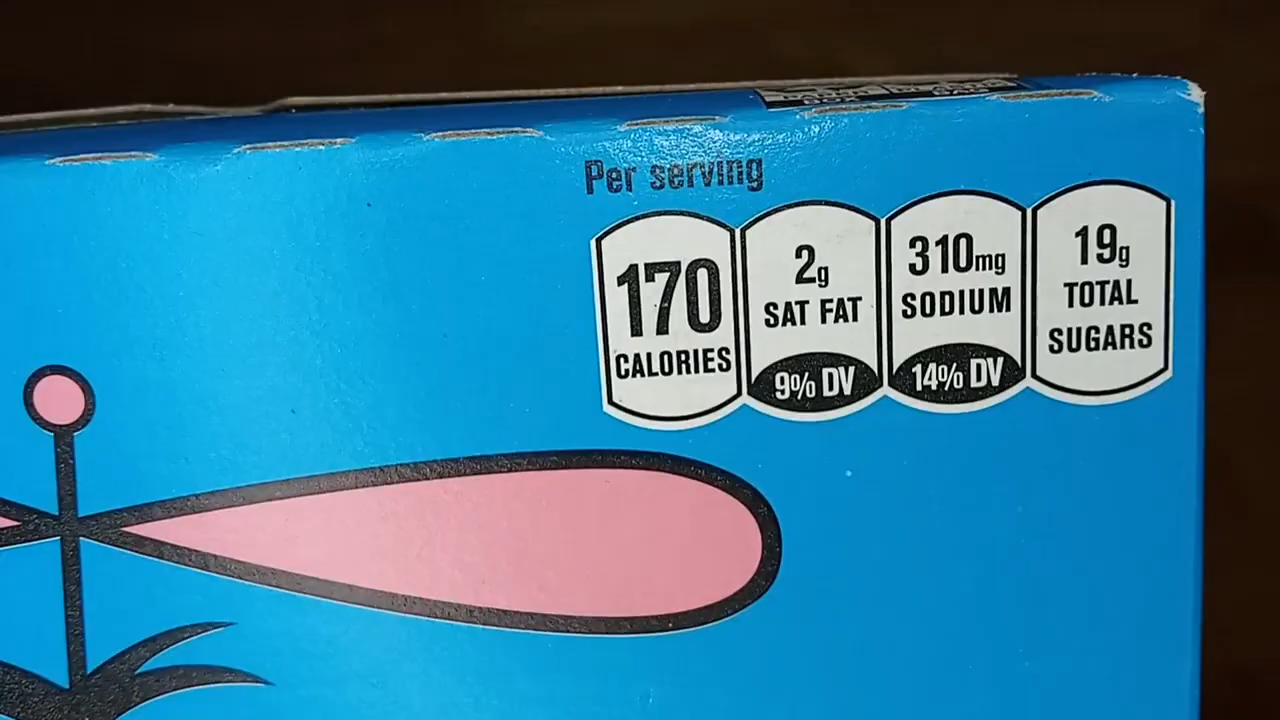 Per serving
170
CALORIES
2g
SAT FAT
9% DV
310mg
SODIUM
14% DV
19g
TOTAL
SUGARS